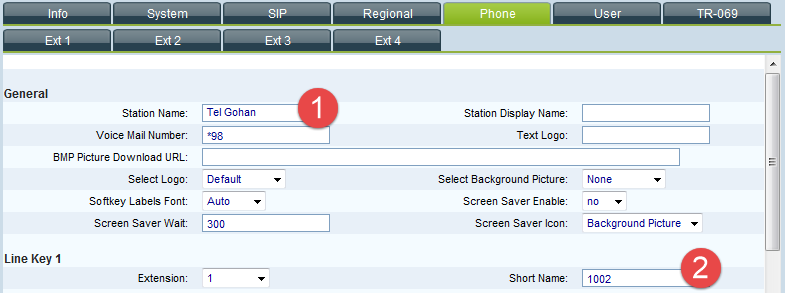 Info System SIP Regional Phone User TR-069
Ext 1 Ext 2 Ext 3 Ext 4
General
Station Name: Tel Gohan 1 Station Display Name:
Voice Mail Number: *98 Text Logo:
BMP Picture Download URL:
Select Logo: Default Select Background Picture: None
Softkey Labels Font: Auto Screen Saver Enable: no
Screen Saver Wait: 300 Screen Saver Icon: Background Picture
Line Key 1
Extension: 1 Short Name: 1002 2